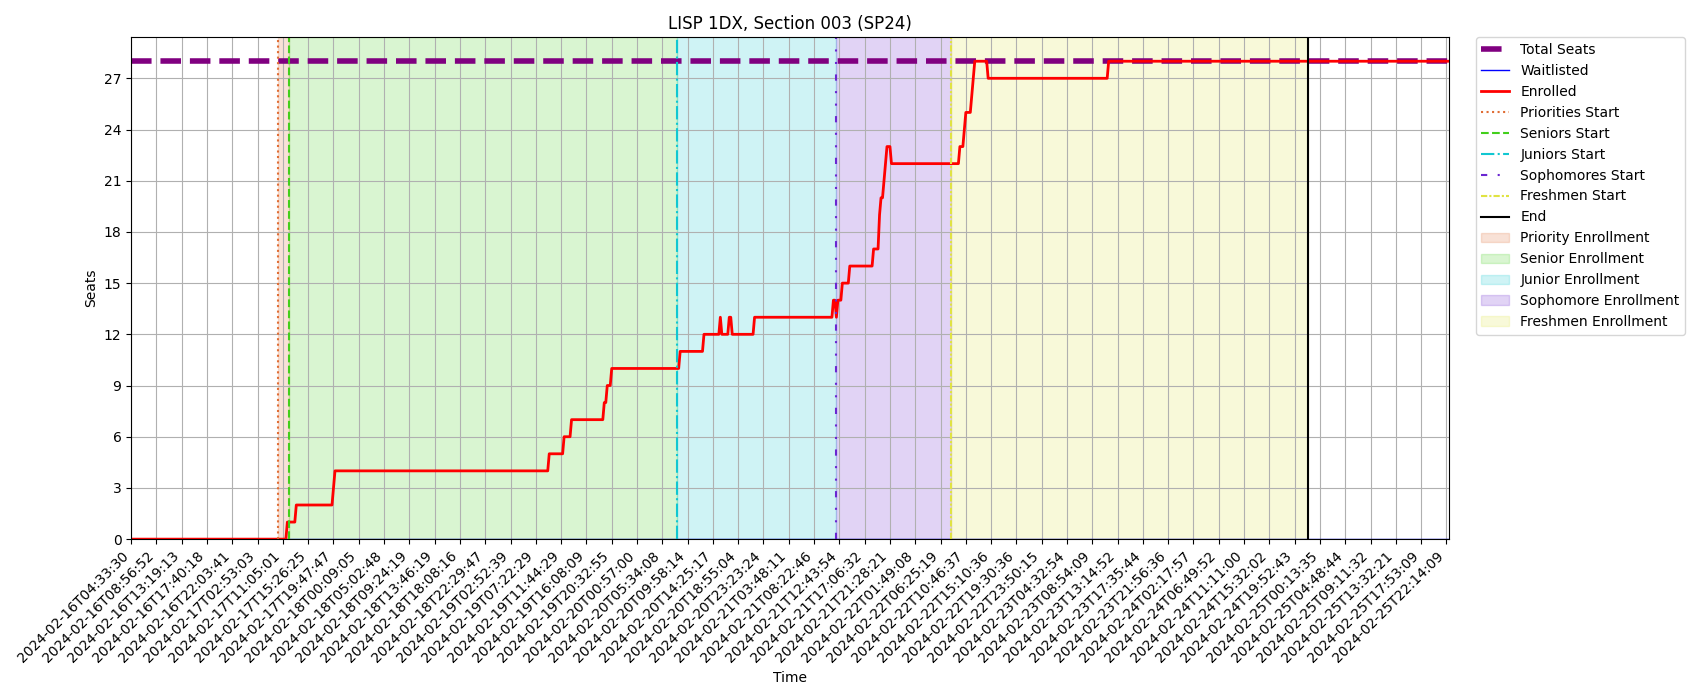 LISP 1DX, Section 003 (SP24)
Seats
27
24
21
18
15
12
9
6
3
0
2024-02-16T04:33:30
2024-02-16T08:56:52
2024-02-16T13:19:13
2024-02-16T17:40:18
2024-02-16T22:03:41
2024-02-17T02:53:03
2024-02-17T11:05:01
2024-02-17T15:26:25
2024-02-17T19:47:47
2024-02-18T00:09:05
2024-02-18T05:02:48
2024-02-18T09:24:19
2024-02-18T13:46:19
2024-02-18T18:08:16
2024-02-18T22:29:47
2024-02-19T02:52:39
2024-02-19T07:22:29
2024-02-19T11:44:29
2024-02-19T16:08:09
2024-02-19T20:32:55
2024-02-20T00:57:00
2024-02-20T05:34:08
2024-02-20T09:58:14
2024-02-20T14:25:17
2024-02-20T18:55:04
2024-02-20T23:23:24
2024-02-21T03:48:11
2024-02-21T08:22:46
2024-02-21T12:43:54
2024-02-21T17:06:32
2024-02-21T21:28:21
2024-02-22T01:49:08
2024-02-22T06:25:19
2024-02-22T10:46:37
2024-02-22T15:10:36
2024-02-22T19:30:36
2024-02-22T23:50:15
2024-02-23T04:32:54
2024-02-23T08:54:09
2024-02-23T13:14:52
2024-02-23T17:35:44
2024-02-23T21:56:36
2024-02-24T02:17:57
2024-02-24T06:49:52
2024-02-24T11:11:00
2024-02-24T15:32:02
2024-02-24T19:52:43
2024-02-25T00:13:35
2024-02-25T04:48:44
2024-02-25T09:11:32
2024-02-25T13:32:21
2024-02-25T17:53:09
2024-02-25T22:14:09
Time
Total Seats
Waitlisted
Enrolled
Priorities Start
Seniors Start
Juniors Start
Sophomores Start
Freshmen Start
End
Priority Enrollment
Senior Enrollment
Junior Enrollment
Sophomore Enrollment
Freshmen Enrollment